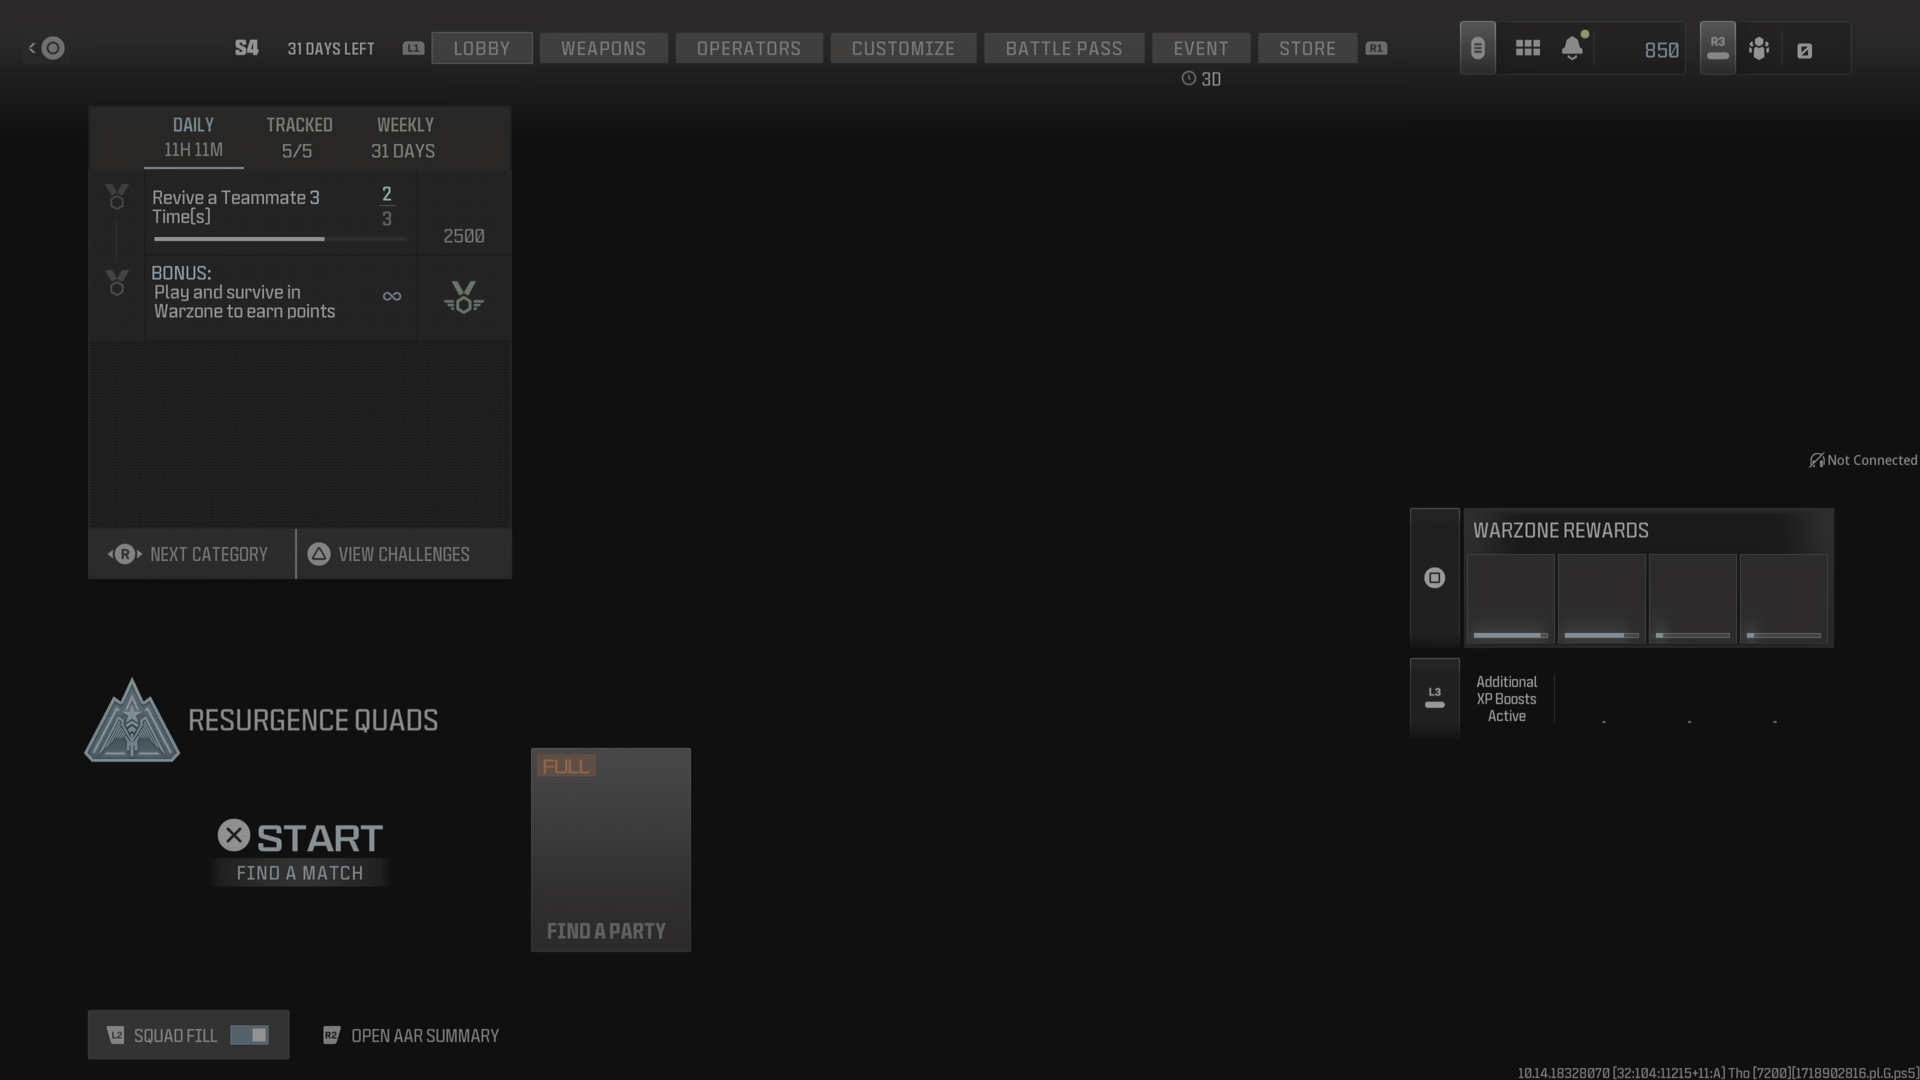 S4 31 DAYS LEFT L1 LOBBY WEAPONS OPERATORS CUSTOMIZE BATTLE PASS EVENT STORE R1 850 R3 0
3D
DAILY TRACKED WEEKLY
11H 11M 5/5 31 DAYS
Revive a Teammate 3
Time[s]
2
3
2500
BONUS:
Play and survive in
Warzone to earn points
∞
R NEXT CATEGORY VIEW CHALLENGES
Not Connected
WARZONE REWARDS
L3
Additional
XP Boosts
Active
- - -
RESURGENCE QUADS
START
FIND A MATCH
FULL
FIND A PARTY
L2 SQUAD FILL R2 OPEN AAR SUMMARY
10.14.18328070 [32:104:11215+11:A] Tho [7200][1718902816.pl.G.ps5]